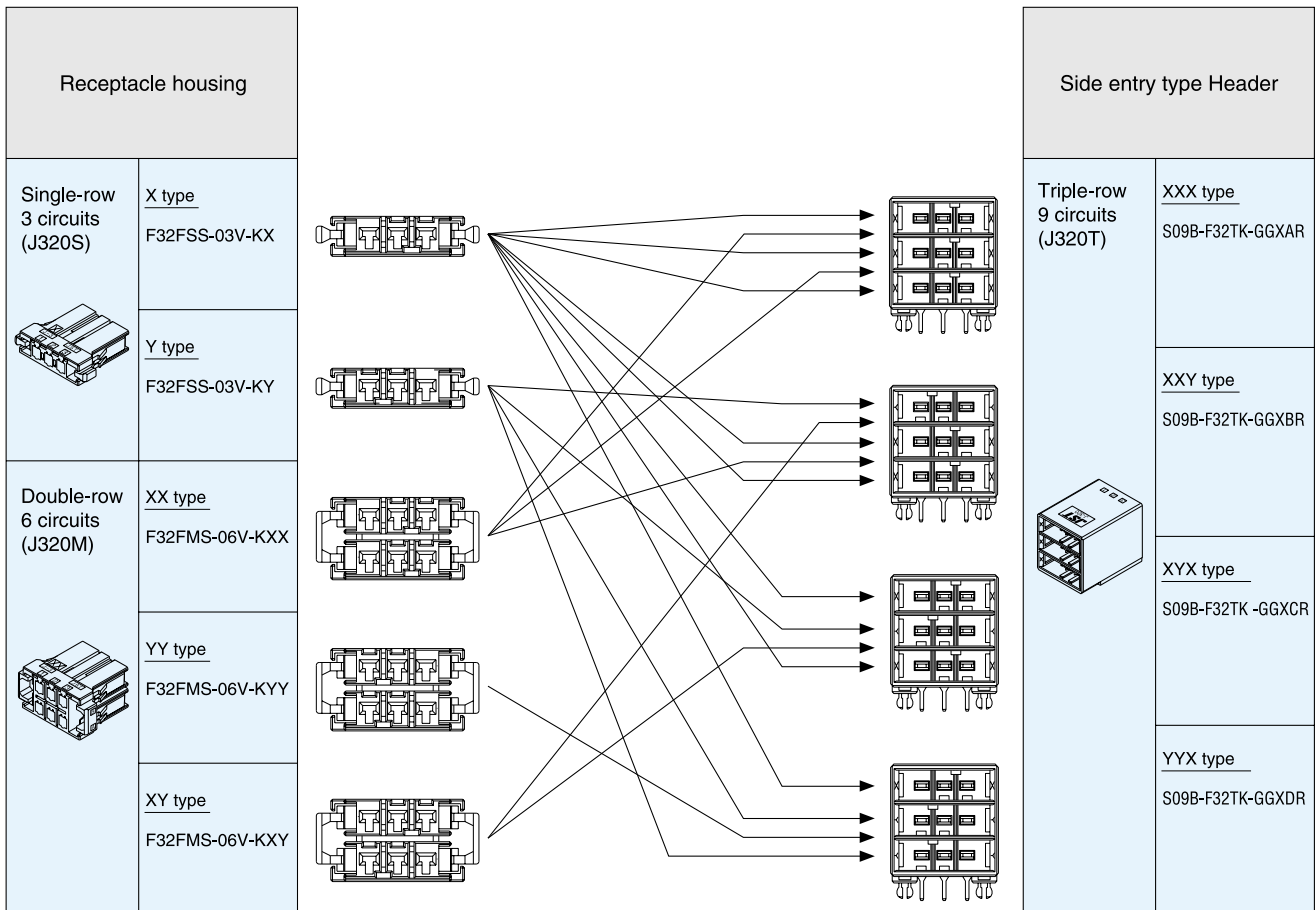 Receptacle housing
Single-row
3 circuits
(J320S)
X type
F32FSS-03V-KX
Y type
F32FSS-03V-KY
Double-row
6 circuits
(J320M)
XX type
F32FMS-06V-KXX
YY type
F32FMS-06V-KYY
XY type
F32FMS-06V-KXY
Side entry type Header
Triple-row
9 circuits
(J320T)
XXX type
S09B-F32TK-GGXAR
XXY type
S09B-F32TK-GGXBR
XYX type
S09B-F32TK -GGXCR
YYX type
S09B-F32TK-GGXDR
JST